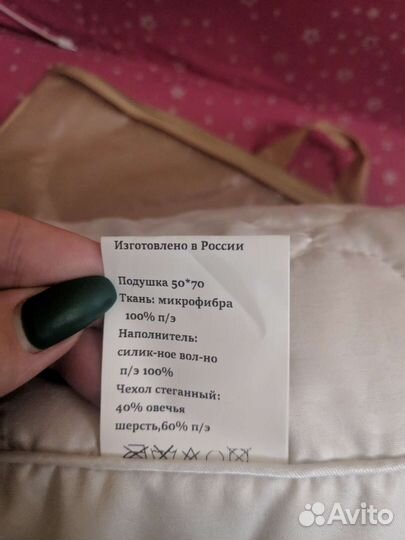 Изготовлено в России
Подушка 50*70
Ткань: микрофибра
100% п/э
Наполнитель:
силик-ное вол-но
п/э 100%
Чехол стеганный:
40% овечья
шерсть,60% п/э
Avito